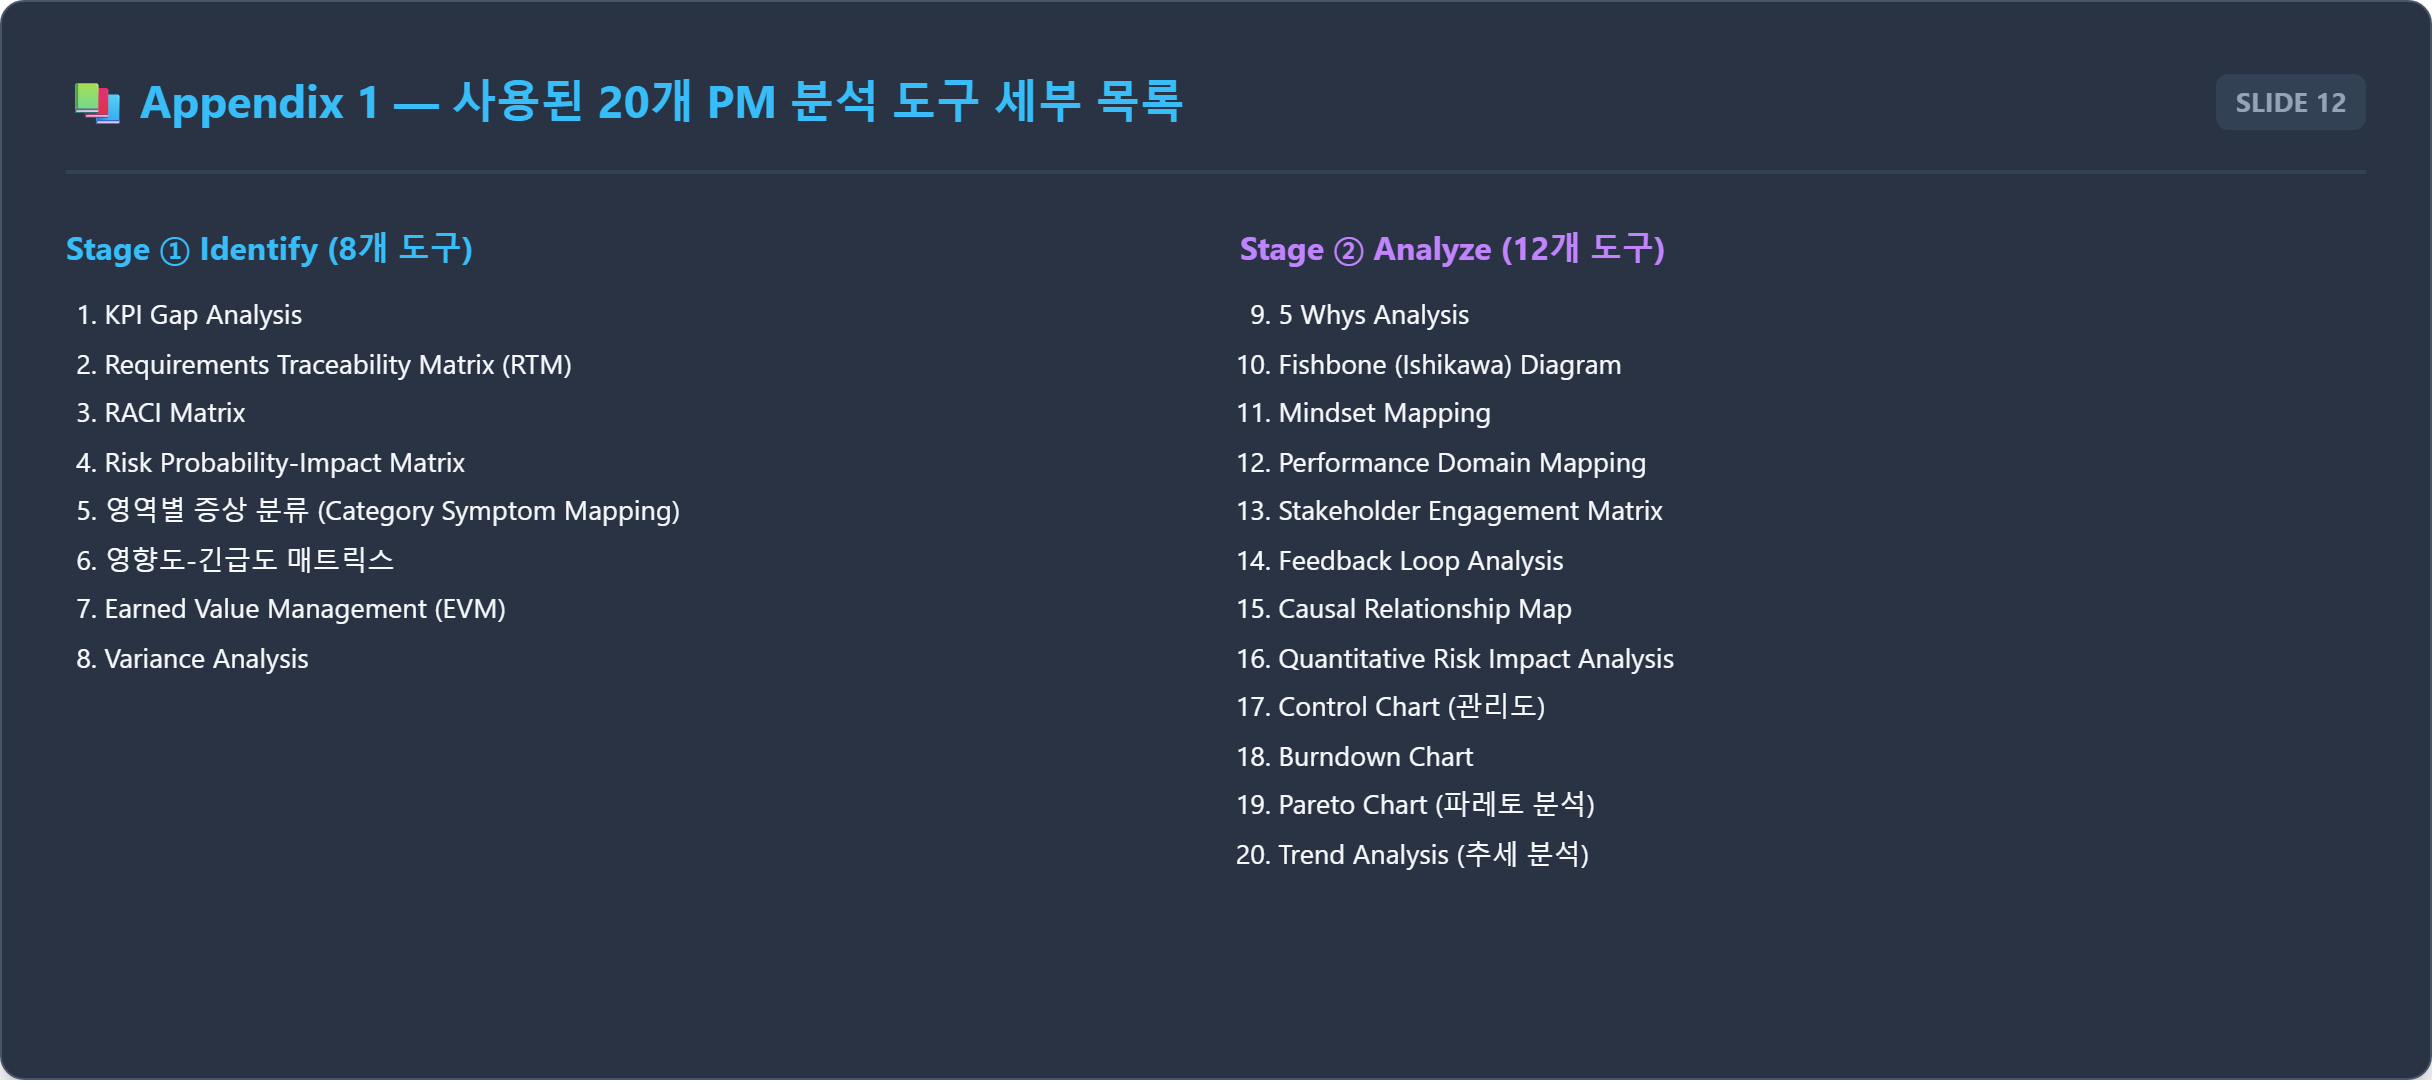 Appendix 1 — 사용된 20개 PM 분석 도구 세부 목록
SLIDE 12
Stage ① Identify (8개 도구)
1. KPI Gap Analysis
2. Requirements Traceability Matrix (RTM)
3. RACI Matrix
4. Risk Probability-Impact Matrix
5. 영역별 증상 분류 (Category Symptom Mapping)
6. 영향도-긴급도 매트릭스
7. Earned Value Management (EVM)
8. Variance Analysis
Stage ② Analyze (12개 도구)
9. 5 Whys Analysis
10. Fishbone (Ishikawa) Diagram
11. Mindset Mapping
12. Performance Domain Mapping
13. Stakeholder Engagement Matrix
14. Feedback Loop Analysis
15. Causal Relationship Map
16. Quantitative Risk Impact Analysis
17. Control Chart (관리도)
18. Burndown Chart
19. Pareto Chart (파레토 분석)
20. Trend Analysis (추세 분석)